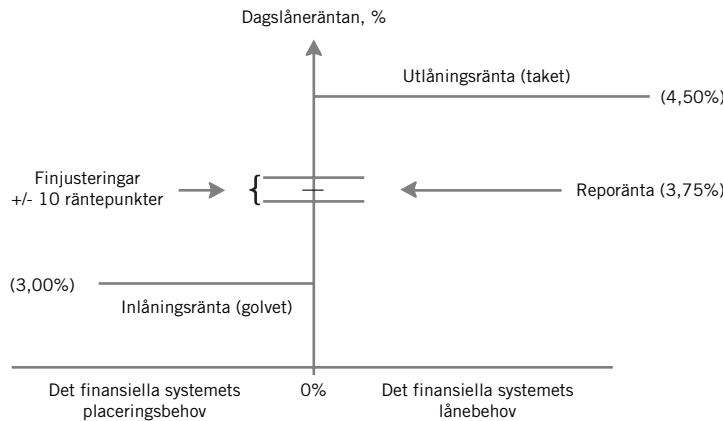 Dagslåneräntan, %
Utlåningsränta (taket)
(4,50%)
Finjusteringar
+/- 10 räntepunkter
{
Reporänta (3,75%)
(3,00%)
Inlåningsränta (golvet)
Det finansiella systemets
placeringsbehov
0%
Det finansiella systemets
lånebehov